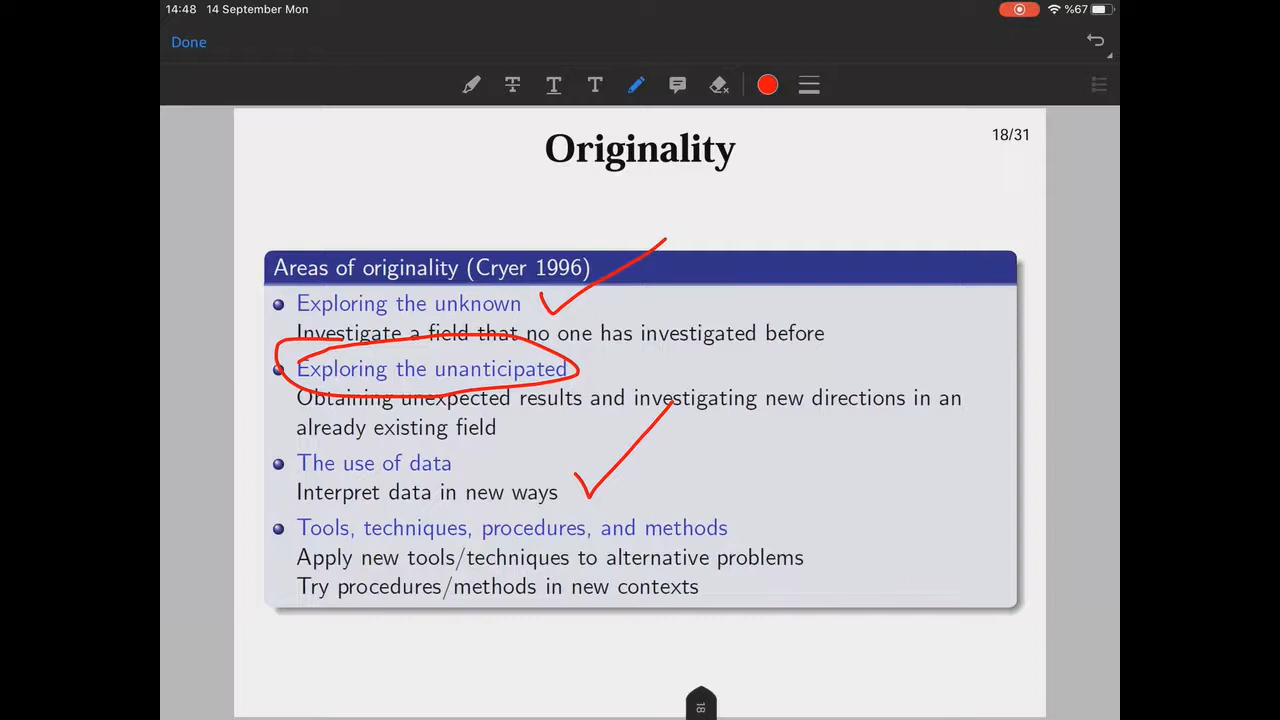 14:48 14 September Mon
%67
Done
T T T
Originality
18/31
Areas of originality (Cryer 1996)
Exploring the unknown
Investigate a field that no one has investigated before
Exploring the unanticipated
Obtaining unexpected results and investigating new directions in an
already existing field
The use of data
Interpret data in new ways
Tools, techniques, procedures, and methods
Apply new tools/techniques to alternative problems
Try procedures/methods in new contexts
18